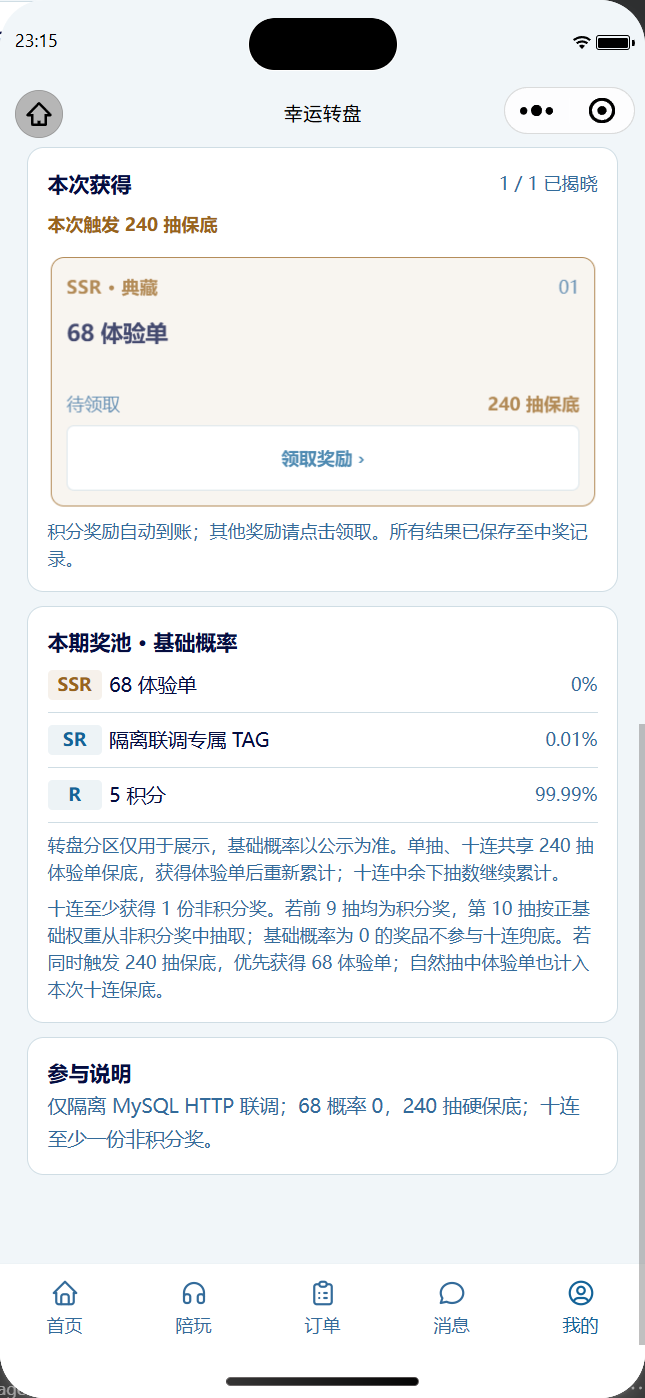 23:15
幸运转盘
本次获得
1 / 1 已揭晓
本次触发 240 抽保底
SSR • 典藏
01
68 体验单
待领取
240 抽保底
领取奖励 ›
积分奖励自动到账；其他奖励请点击领取。所有结果已保存至中奖记
录。
本期奖池 • 基础概率
SSR 68 体验单 0%
SR 隔离联调专属 TAG 0.01%
R 5 积分 99.99%
转盘分区仅用于展示，基础概率以公示为准。单抽、十连共享 240 抽
体验单保底，获得体验单后重新累计；十连中余下抽数继续累计。
十连至少获得 1 份非积分奖。若前 9 抽均为积分奖，第 10 抽按正基
础权重从非积分奖中抽取；基础概率为 0 的奖品不参与十连兜底。若
同时触发 240 抽保底，优先获得 68 体验单；自然抽中体验单也计入
本次十连保底。
参与说明
仅隔离 MySQL HTTP 联调；68 概率 0，240 抽硬保底；十连
至少一份非积分奖。
首页
陪玩
订单
消息
我的